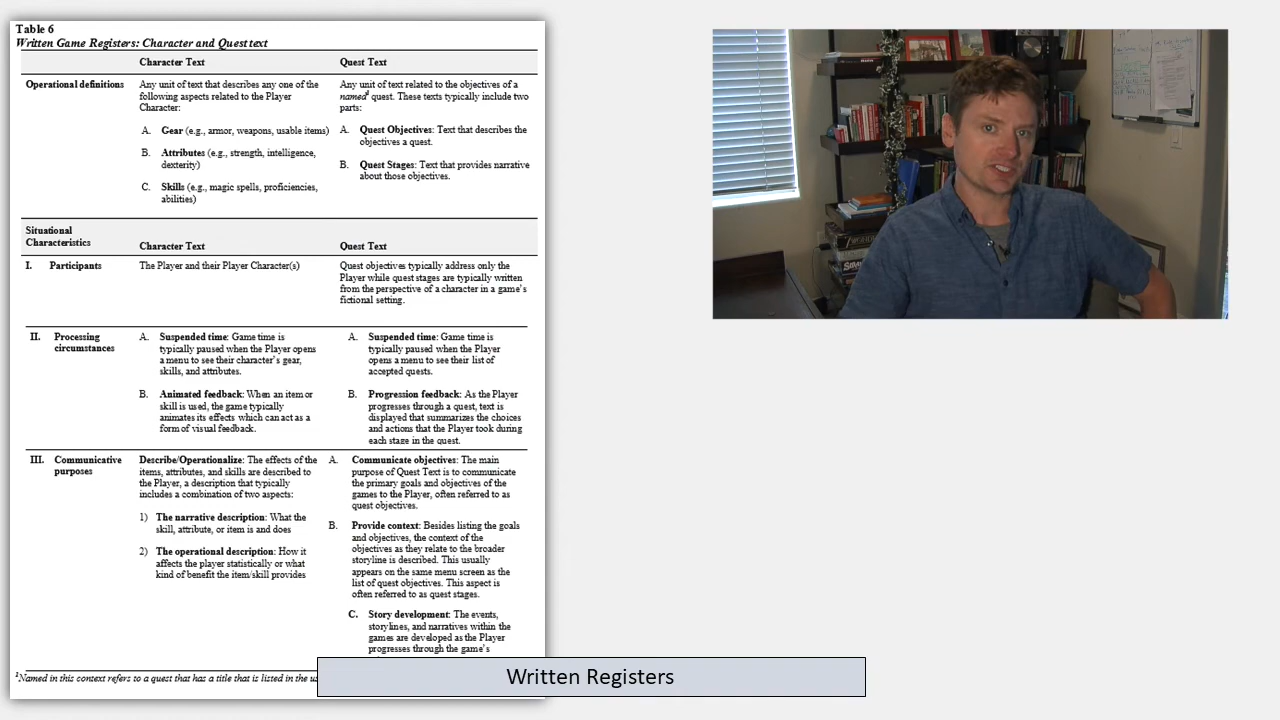 Table 6
Written Game Registers: Character and Quest text
Character Text
Quest Text
Operational definitions
Any unit of text that describes any one of the
following aspects related to the Player
Character:
A. Gear (e.g., armor, weapons, usable items)
B. Attributes (e.g., strength, intelligence,
dexterity)
C. Skills (e.g., magic spells, proficiencies,
abilities)
Any unit of text related to the objectives of a
named¹ quest. These texts typically include two
parts:
A. Quest Objectives: Text that describes the
objectives a quest.
B. Quest Stages: Text that provides narrative
about those objectives.
Situational
Characteristics
Character Text
Quest Text
I. Participants
The Player and their Player Character(s)
Quest objectives typically address only the
Player while quest stages are typically written
from the perspective of a character in a game's
fictional setting.
II. Processing
circumstances
A. Suspended time: Game time is
typically paused when the Player opens
a menu to see their character's gear,
skills, and attributes.
B. Animated feedback: When an item or
skill is used, the game typically
animates its effects which can act as a
form of visual feedback.
A. Suspended time: Game time is
typically paused when the Player
opens a menu to see their list of
accepted quests.
B. Progression feedback: As the Player
progresses through a quest, text is
displayed that summarizes the choices
and actions that the Player took during
each stage in the quest.
III. Communicative
purposes
Describe/Operationalize: The effects of the
items, attributes, and skills are described to
the Player, a description that typically
includes a combination of two aspects:
1) The narrative description: What the
skill, attribute, or item is and does
2) The operational description: How it
affects the player statistically or what
kind of benefit the item/skill provides
A. Communicate objectives: The main
purpose of Quest Text is to communicate
the primary goals and objectives of the
games to the Player, often referred to as
quest objectives.
B. Provide context: Besides listing the goals
and objectives, the context of the
objectives as they relate to the broader
storyline is described. This usually
appears on the same menu screen as the
list of quest objectives. This aspect is
often referred to as quest stages.
C. Story development: The events,
storylines, and narratives within the
games are developed as the Player
progresses through the game's
¹Named in this context refers to a quest that has a title that is listed in the
Written Registers